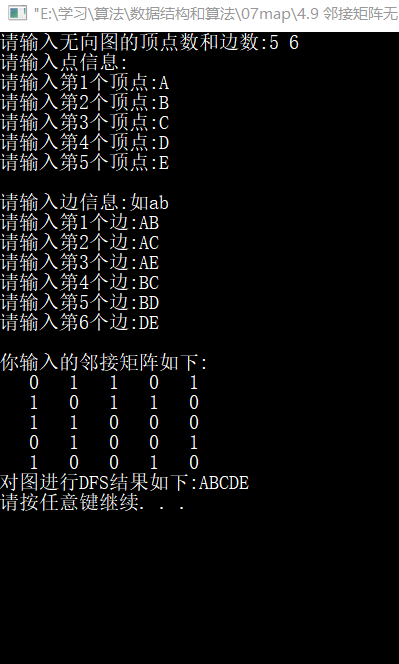 "E:\学习\算法\数据结构和算法\07map\4.9 邻接矩阵无
请输入无向图的顶点数和边数:5 6
请输入点信息:
请输入第1个顶点:A
请输入第2个顶点:B
请输入第3个顶点:C
请输入第4个顶点:D
请输入第5个顶点:E
请输入边信息:如ab
请输入第1个边:AB
请输入第2个边:AC
请输入第3个边:AE
请输入第4个边:BC
请输入第5个边:BD
请输入第6个边:DE
你输入的邻接矩阵如下:
0 1 1 0 1
1 0 1 1 0
1 1 0 0 0
0 1 0 0 1
1 0 0 1 0
对图进行DFS结果如下:ABCDE
请按任意键继续. . .